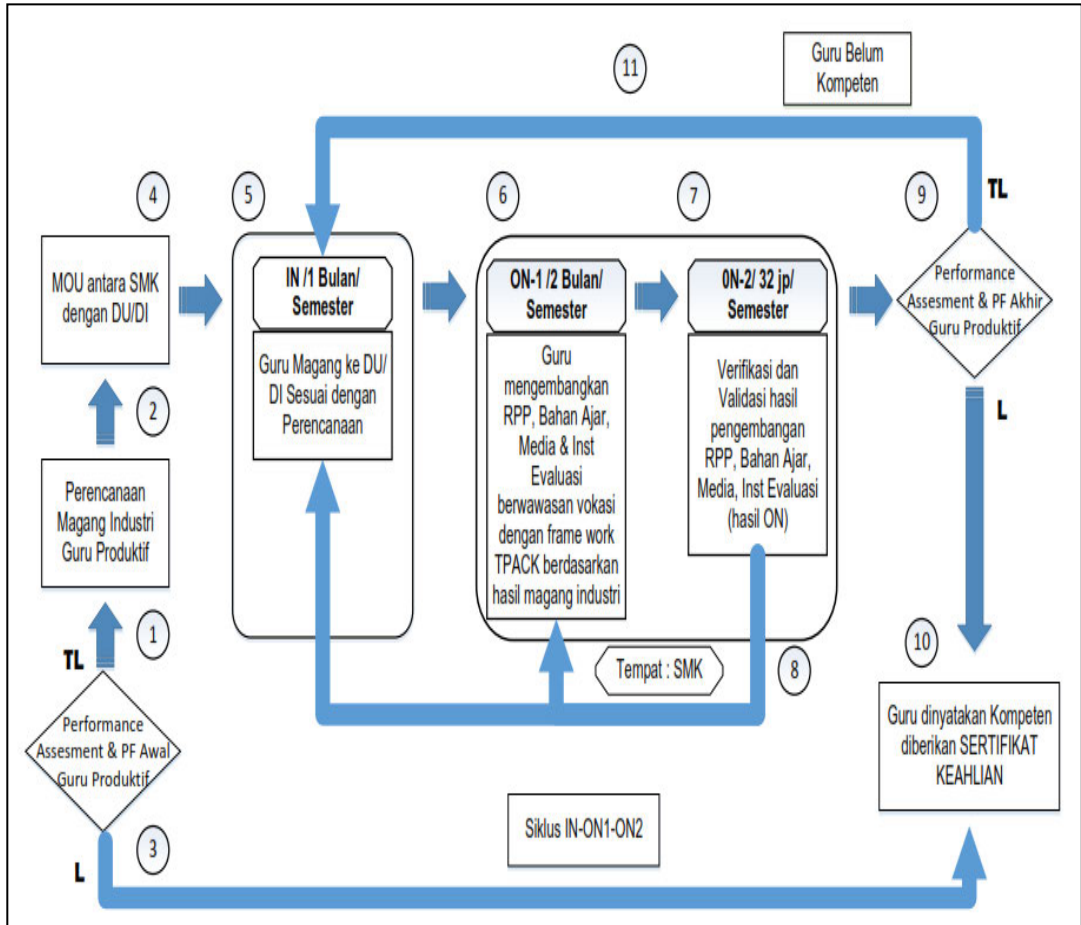 11
Guru Belum
Kompeten
4
5
6
7
9
TL
MOU antara SMK
dengan DU/DI
IN /1 Bulan/
Semester
Guru Magang ke DU/
DI Sesuai dengan
Perencanaan
ON-1 /2 Bulan/
Semester
Guru
mengembangkan
RPP, Bahan Ajar,
Media & Inst
Evaluasi
berwawasan vokasi
dengan frame work
TPACK berdasarkan
hasil magang industri
0N-2/ 32 jp/
Semester
Verifikasi dan
Validasi hasil
pengembangan
RPP, Bahan Ajar,
Media, Inst Evaluasi
(hasil ON)
Performance
Assesment & PF Akhir
Guru Produktif
L
2
Perencanaan
Magang Industri
Guru Produktif
1
TL
Tempat : SMK
8
10
Performance
Assesment & PF Awal
Guru Produktif
Guru dinyatakan Kompeten
diberikan SERTIFIKAT
KEAHLIAN
3
L
Siklus IN-ON1-ON2